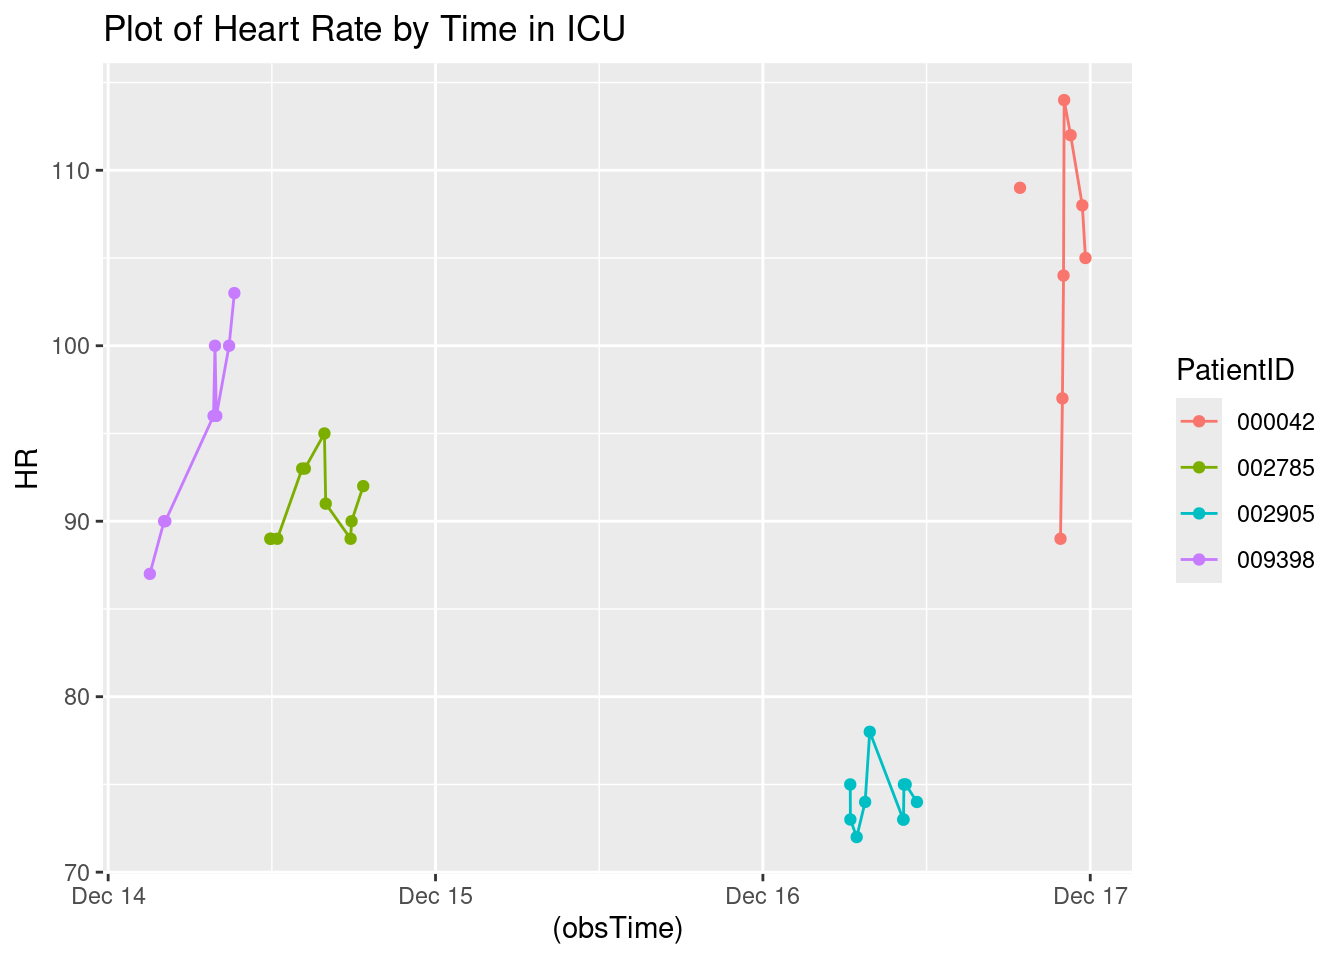 Plot of Heart Rate by Time in ICU
HR
110
100
90
80
70
Dec 14
Dec 15
Dec 16
Dec 17
(obsTime)
PatientID
000042
002785
002905
009398